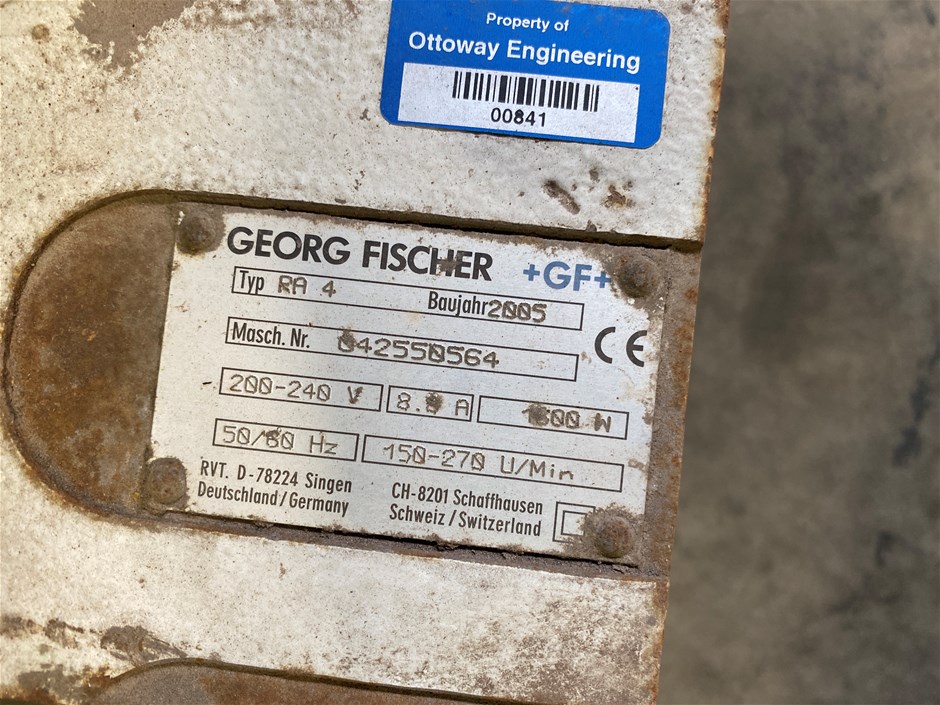 Property of
Ottoway Engineering
00841
GEORG FISCHER +GF+
Typ RA 4 Baujahr 2005
Masch. Nr. 042550564
200-240 V
50/60 Hz 150-270 U/Min
RVT. D-78224 Singen
Deutschland/Germany
CH-8201 Schaffhausen
Schweiz/Switzerland
CE